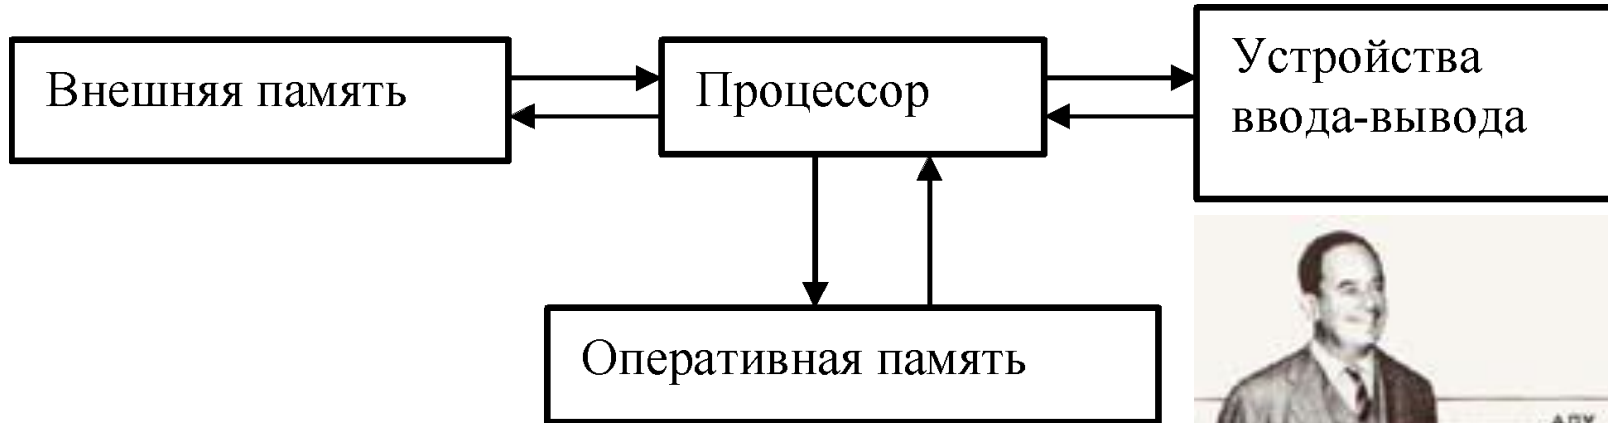 Внешняя память
Процессор
Устройства
ввода-вывода
Оперативная память